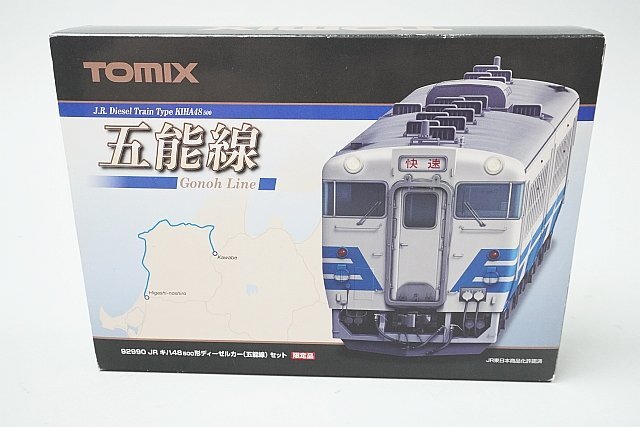 TOMIX
J.R. Diesel Train Type KIHA48 500
五能線
Gonoh Line
快速
Kawabe
Higashi-noshiro
92990 JR キハ48 500形ディーゼルカー(五能線)セット 限定品
JR東日本商品化許諾済